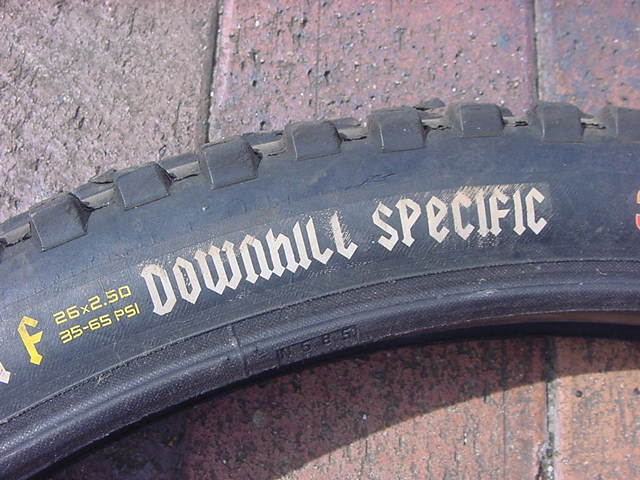 F
26x2.50
35-65 PSI
Downhill Specific